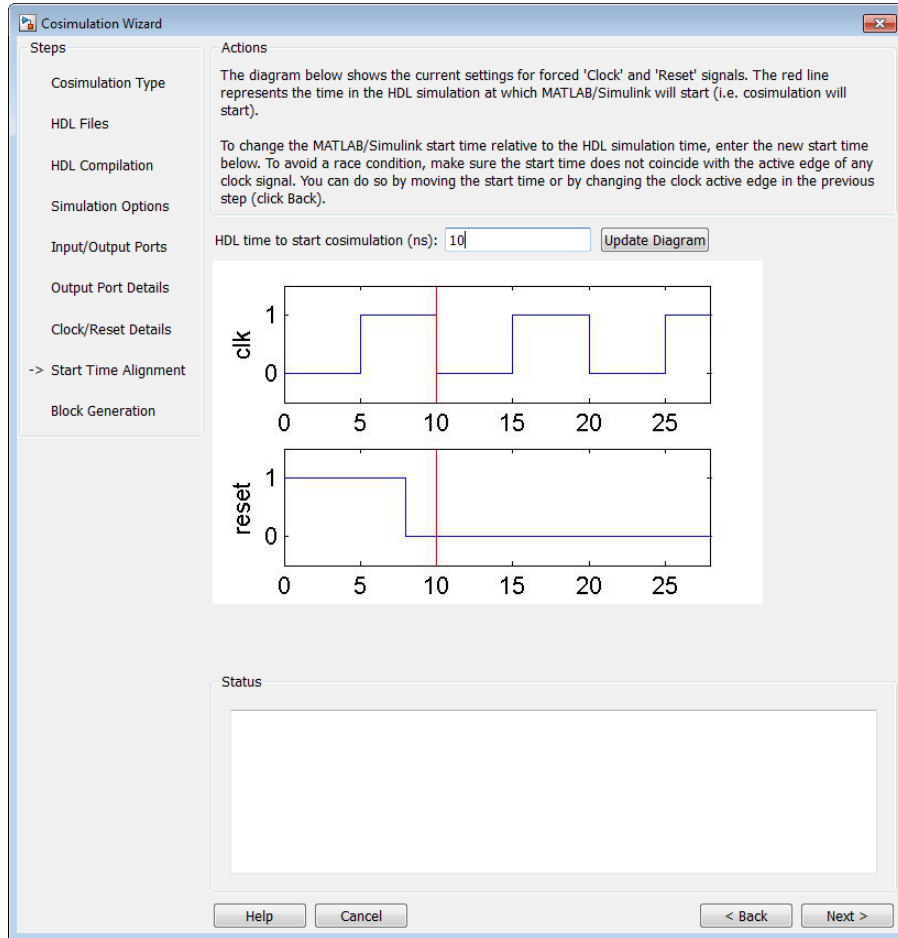 Cosimulation Wizard
Steps
Cosimulation Type
HDL Files
HDL Compilation
Simulation Options
Input/Output Ports
Output Port Details
Clock/Reset Details
-> Start Time Alignment
Block Generation
Actions
The diagram below shows the current settings for forced 'Clock' and 'Reset' signals. The red line
represents the time in the HDL simulation at which MATLAB/Simulink will start (i.e. cosimulation will
start).
To change the MATLAB/Simulink start time relative to the HDL simulation time, enter the new start time
below. To avoid a race condition, make sure the start time does not coincide with the active edge of any
clock signal. You can do so by moving the start time or by changing the clock active edge in the previous
step (click Back).
HDL time to start cosimulation (ns): 10 Update Diagram
clk
1
0
0 5 10 15 20 25
reset
1
0
0 5 10 15 20 25
Status
Help Cancel < Back Next >